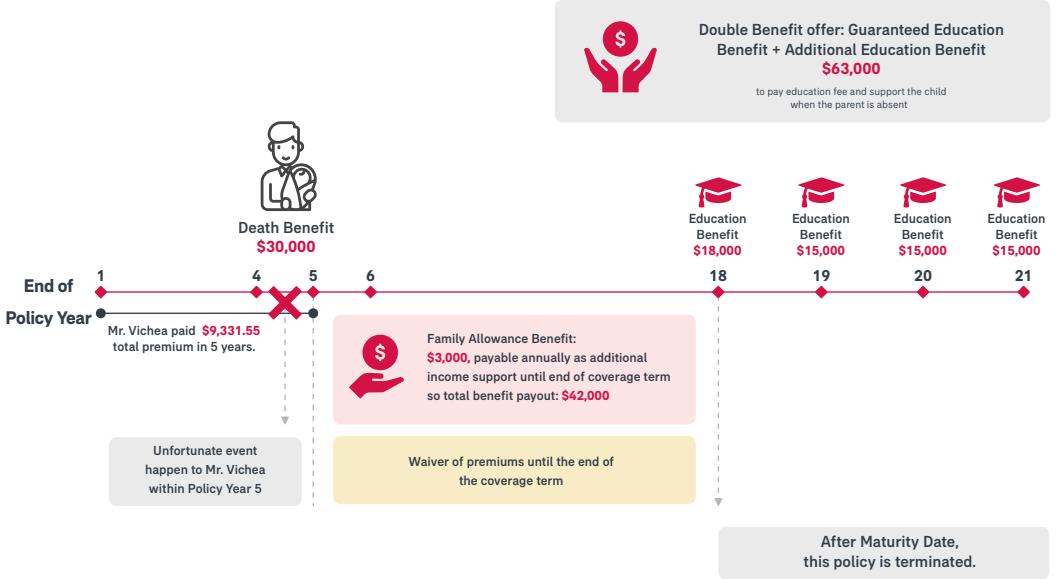 Double Benefit offer: Guaranteed Education
Benefit + Additional Education Benefit
$63,000
to pay education fee and support the child
when the parent is absent
$
Death Benefit
$30,000
Education
Benefit
$18,000
Education
Benefit
$15,000
Education
Benefit
$15,000
Education
Benefit
$15,000
End of
Policy Year
1
4
5
6
18
19
20
21
Mr. Vichea paid $9,331.55
total premium in 5 years.
$
Family Allowance Benefit:
$3,000, payable annually as additional
income support until end of coverage term
so total benefit payout: $42,000
Unfortunate event
happen to Mr. Vichea
within Policy Year 5
Waiver of premiums until the end of
the coverage term
After Maturity Date,
this policy is terminated.